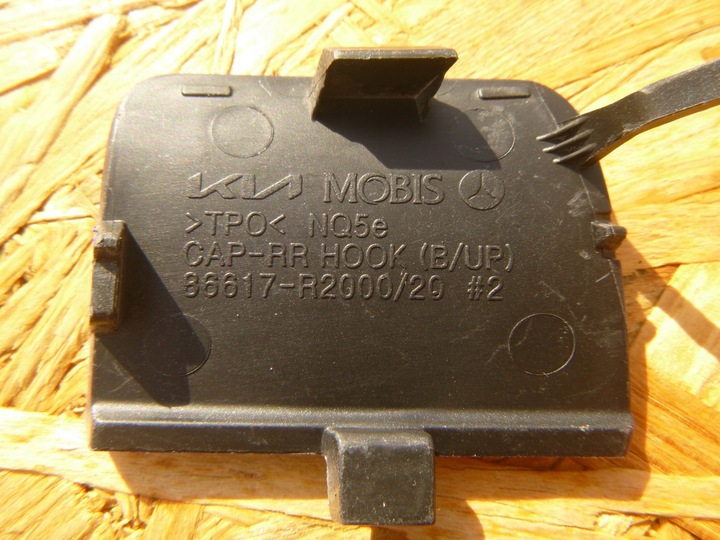 KIA MOBIS
>TPO< NQ5e
CAP-RR HOOK (B/UP)
86617-R2000/20 #2